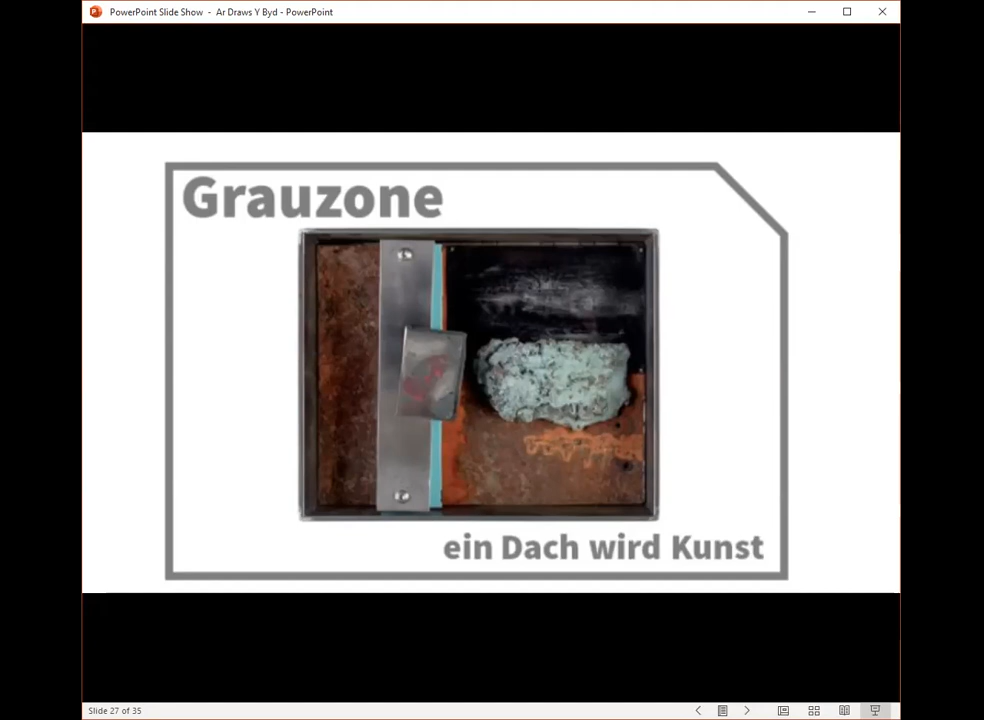 PowerPoint Slide Show - Ar Draws Y Byd - PowerPoint
Grauzone
ein Dach wird Kunst
Slide 27 of 35